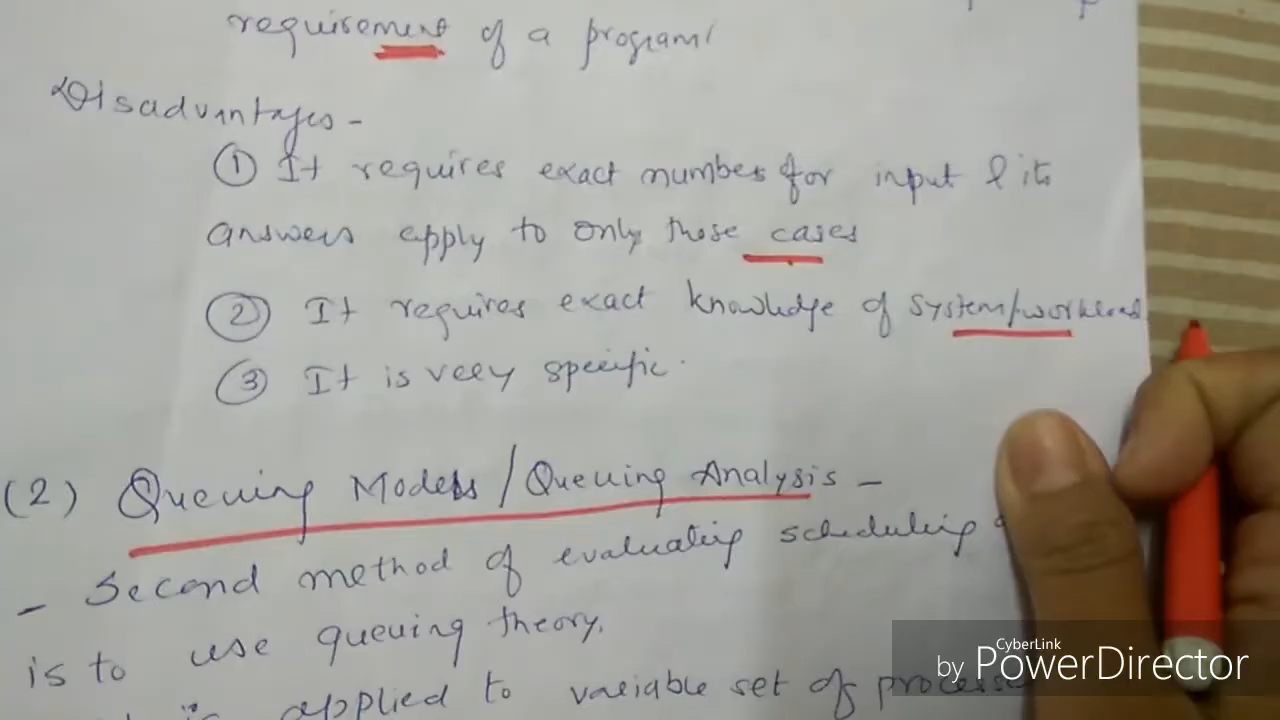 requirement of a program
Disadvantages -
① It requires exact number for input & its
answers apply to only those cases
② It requires exact knowledge of system/workload
③ It is very specific.
(2) Queuing Models / Queuing Analysis -
- Second method of evaluating scheduling
is to use queuing theory.
applied to variable set of process
CyberLink
by PowerDirector